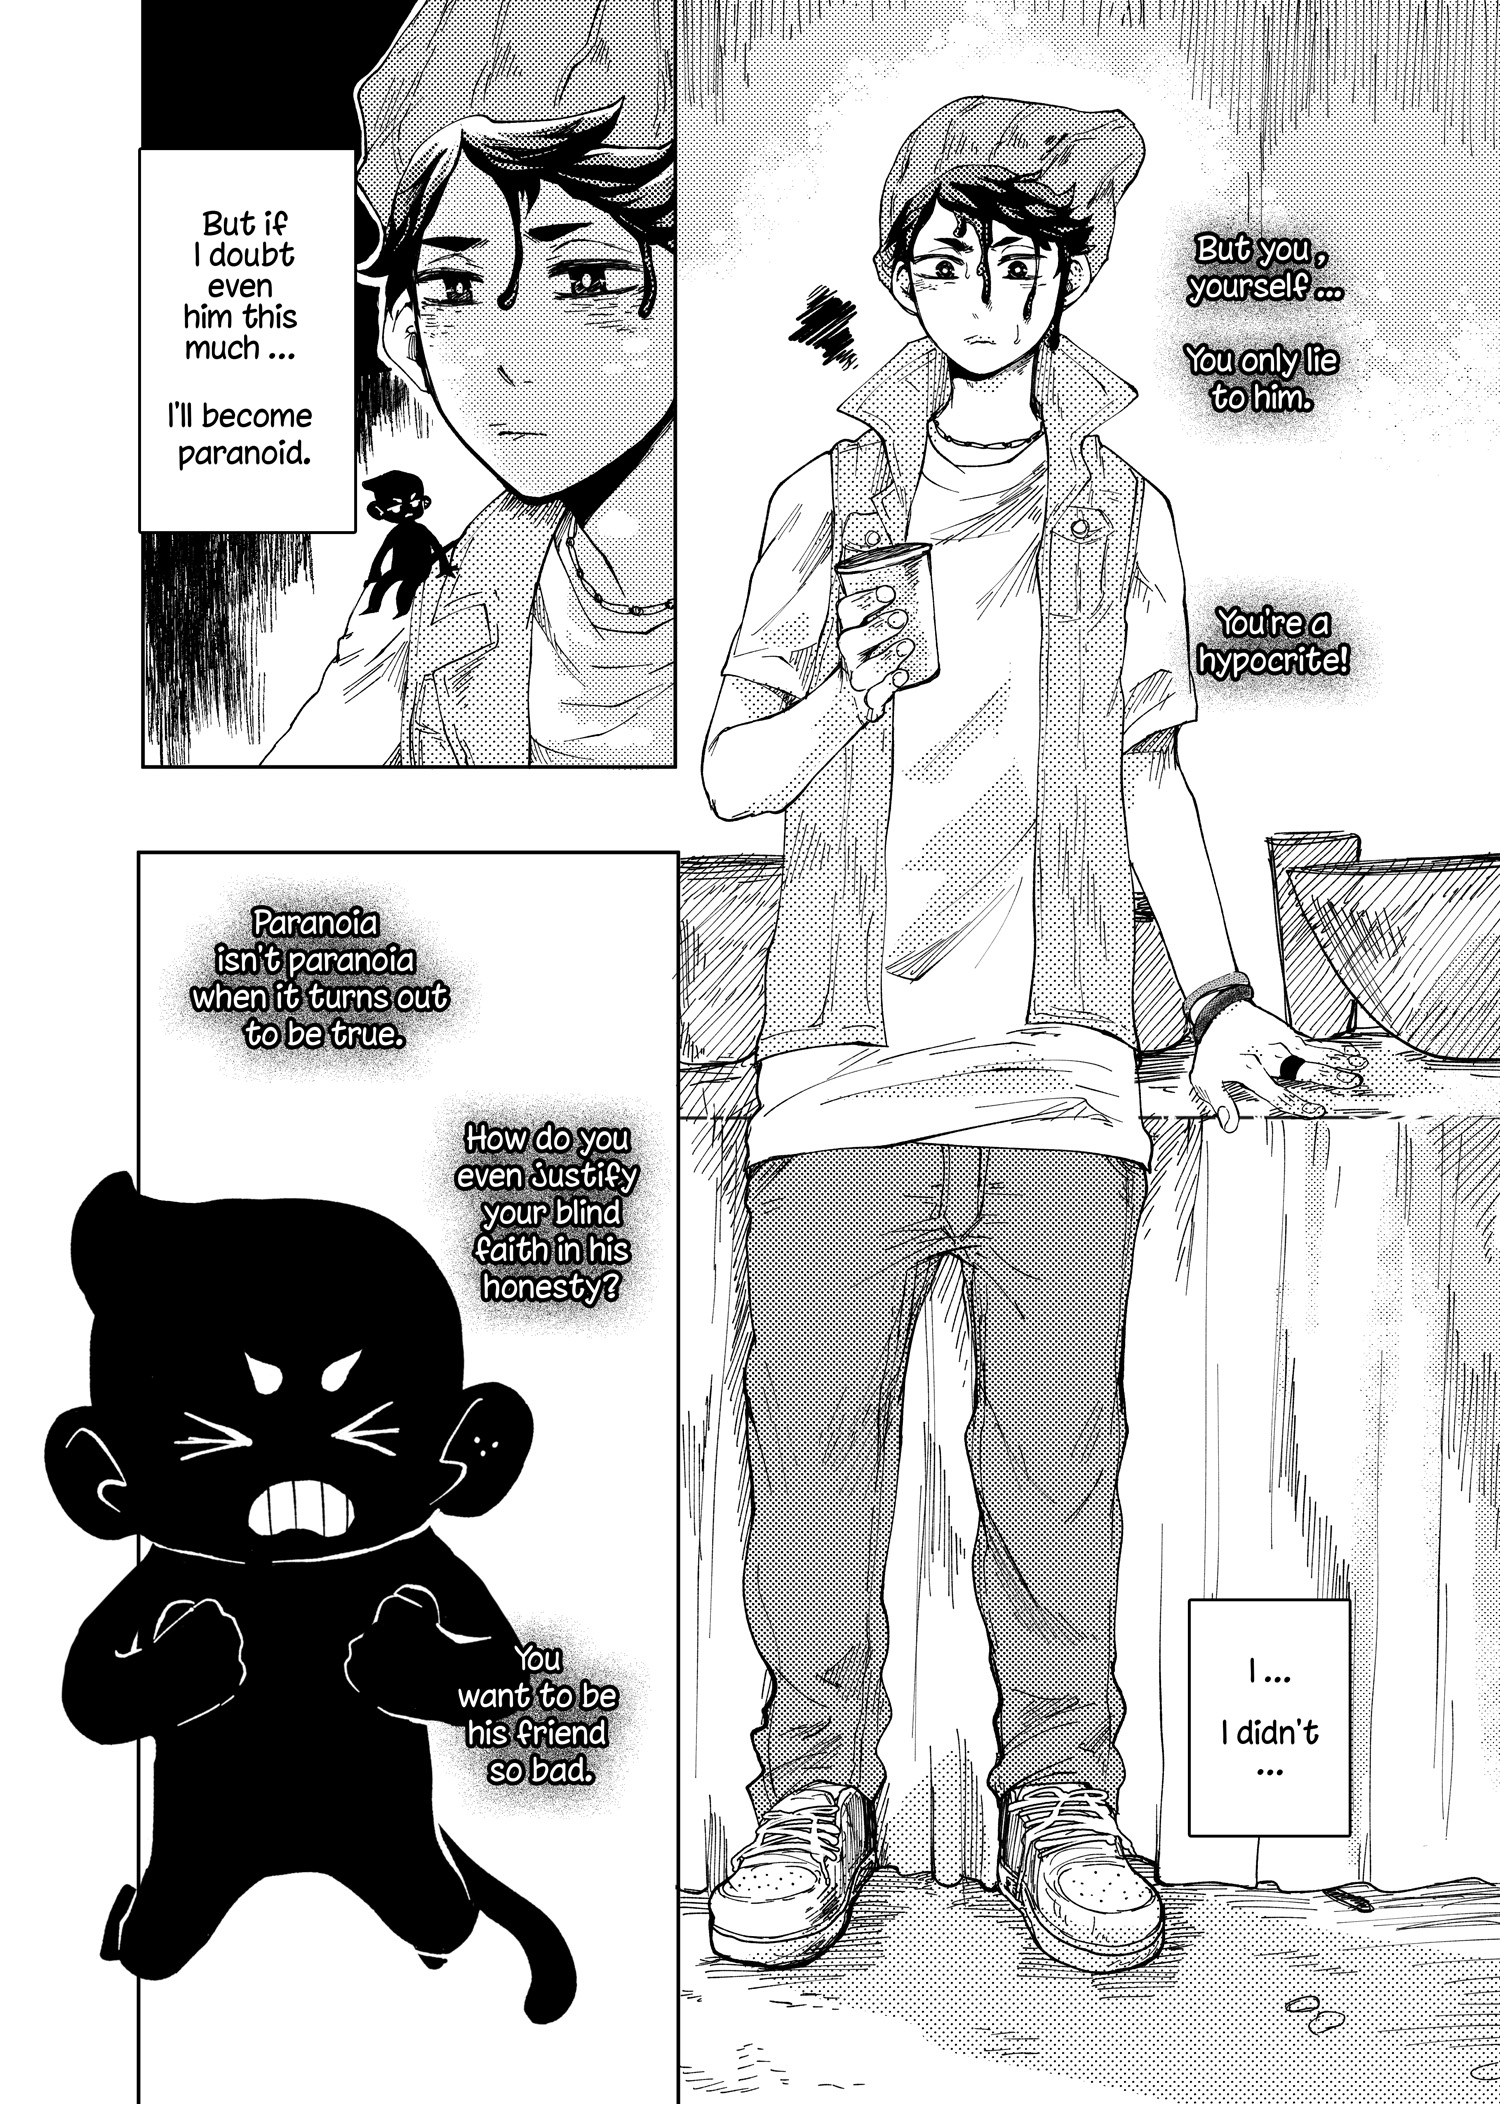 But if
I doubt
even
him this
much ...
I'll become
paranoid.
Paranoia
isn't paranoia
when it turns out
to be true.
How do you
even justify
your blind
faith in his
honesty?
You
want to be
his friend
so bad.
But you ,
yourself ...
You only lie
to him.
You're a
hypocrite!
I ...
I didn't
...